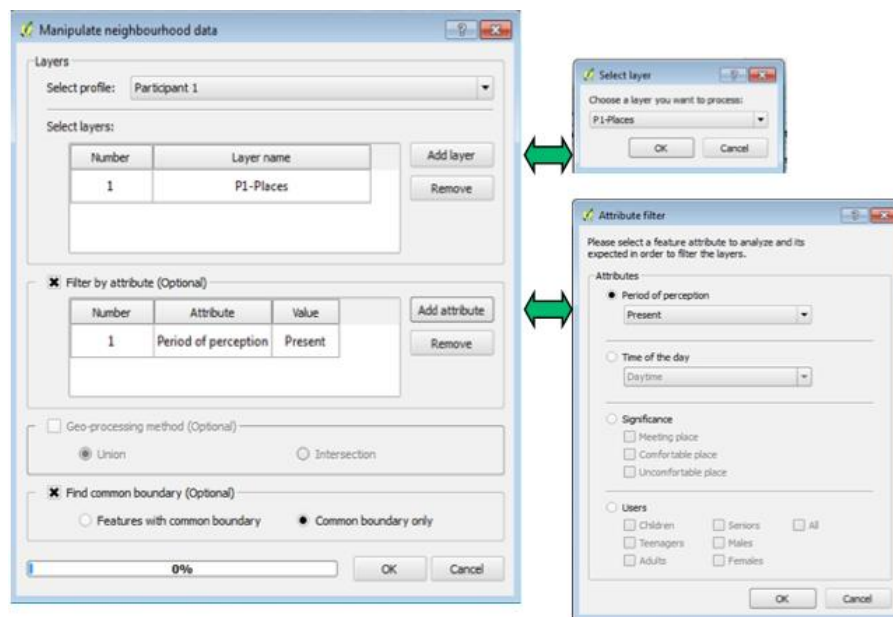 Manipulate neighbourhood data
Layers
Select profile: Participant 1
Select layers:
Number Layer name
1 P1-Places
Add layer
Remove
Filter by attribute (Optional)
Number Attribute Value
1 Period of perception Present
Add attribute
Remove
Geo-processing method (Optional)
Union Intersection
Find common boundary (Optional)
Features with common boundary Common boundary only
0% OK Cancel
Select layer
Choose a layer you want to process:
P1-Places
OK Cancel
Attribute filter
Please select a feature attribute to analyze and its
expected in order to filter the layers.
Attributes
Period of perception
Present
Time of the day
Daytime
Significance
Meeting place
Comfortable place
Uncomfortable place
Users
Children Seniors All
Teenagers Males
Adults Females
OK Cancel